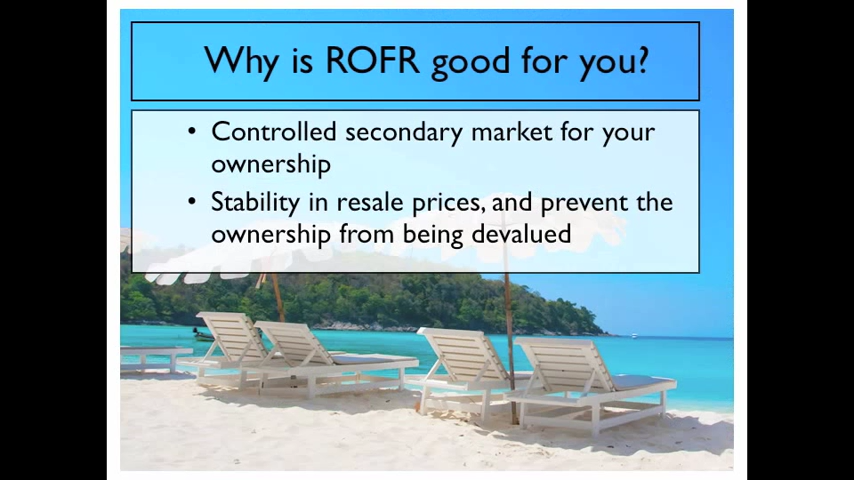 Why is ROFR good for you?
• Controlled secondary market for your
ownership
• Stability in resale prices, and prevent the
ownership from being devalued